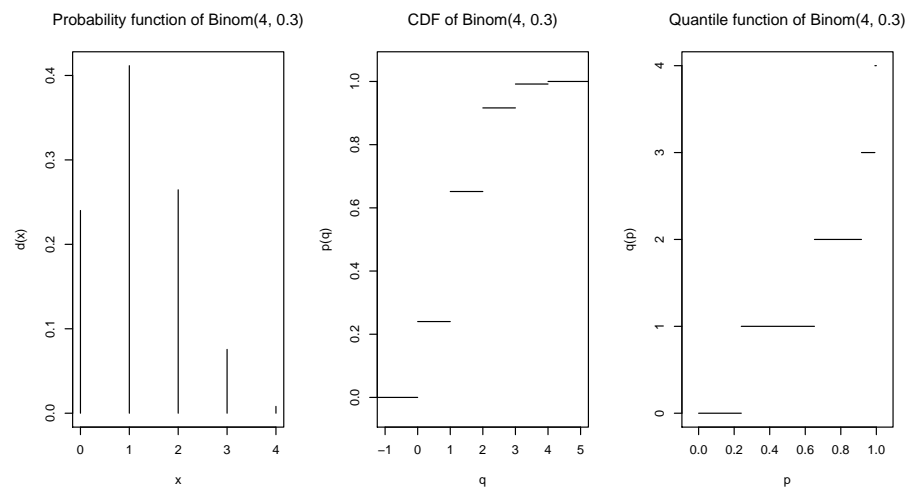 Probability function of Binom(4, 0.3)
d(x)
0.4
0.3
0.2
0.1
0.0
0 1 2 3 4
x
CDF of Binom(4, 0.3)
p(q)
1.0
0.8
0.6
0.4
0.2
0.0
−1 0 1 2 3 4 5
q
Quantile function of Binom(4, 0.3)
q(p)
4
3
2
1
0
0.0 0.2 0.4 0.6 0.8 1.0
p